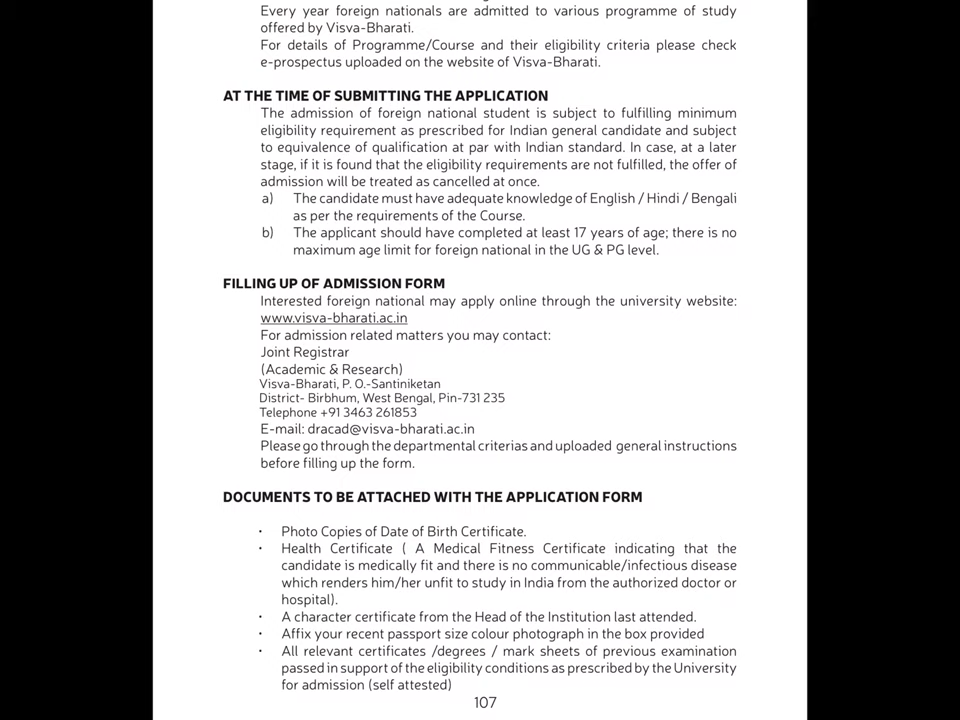 Every year foreign nationals are admitted to various programme of study
offered by Visva-Bharati.
For details of Programme/Course and their eligibility criteria please check
e-prospectus uploaded on the website of Visva-Bharati.
AT THE TIME OF SUBMITTING THE APPLICATION
The admission of foreign national student is subject to fulfilling minimum
eligibility requirement as prescribed for Indian general candidate and subject
to equivalence of qualification at par with Indian standard. In case, at a later
stage, if it is found that the eligibility requirements are not fulfilled, the offer of
admission will be treated as cancelled at once.
a) The candidate must have adequate knowledge of English / Hindi / Bengali
as per the requirements of the Course.
b) The applicant should have completed at least 17 years of age; there is no
maximum age limit for foreign national in the UG & PG level.
FILLING UP OF ADMISSION FORM
Interested foreign national may apply online through the university website:
www.visva-bharati.ac.in
For admission related matters you may contact:
Joint Registrar
(Academic & Research)
Visva-Bharati, P. O.-Santiniketan
District- Birbhum, West Bengal, Pin-731 235
Telephone +91 3463 261853
E-mail: dracad@visva-bharati.ac.in
Please go through the departmental criterias and uploaded general instructions
before filling up the form.
DOCUMENTS TO BE ATTACHED WITH THE APPLICATION FORM
• Photo Copies of Date of Birth Certificate.
• Health Certificate ( A Medical Fitness Certificate indicating that the
candidate is medically fit and there is no communicable/infectious disease
which renders him/her unfit to study in India from the authorized doctor or
hospital).
• A character certificate from the Head of the Institution last attended.
• Affix your recent passport size colour photograph in the box provided
• All relevant certificates /degrees / mark sheets of previous examination
passed in support of the eligibility conditions as prescribed by the University
for admission (self attested)
107